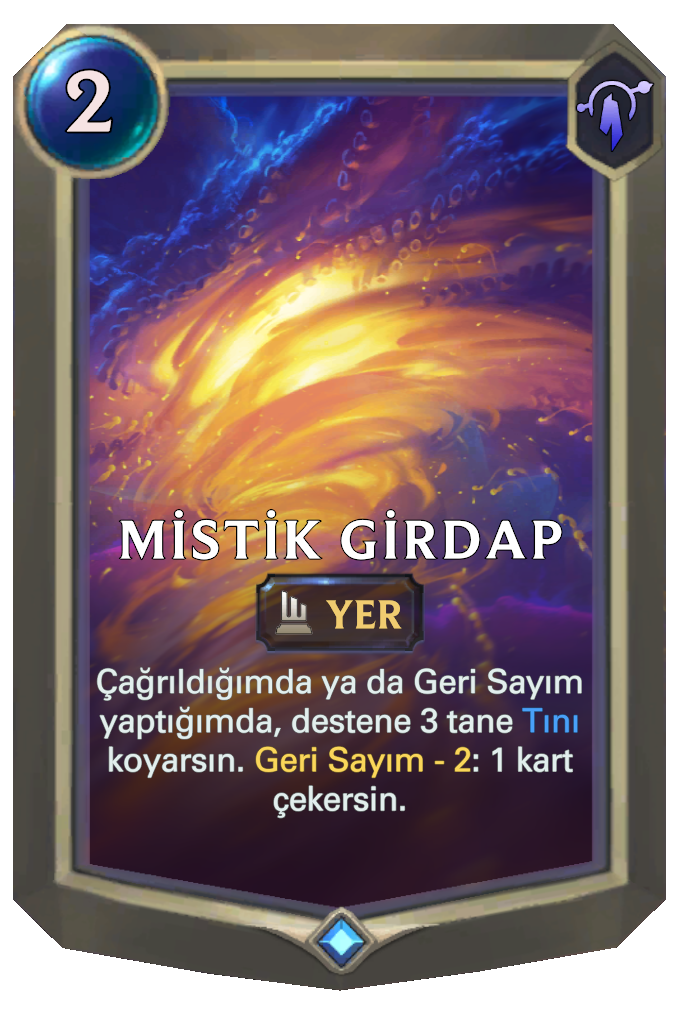 2
MİSTİK GİRDAP
YER
Çağrıldığımda ya da Geri Sayım
yaptığımda, destene 3 tane Tını
koyarsın. Geri Sayım - 2: 1 kart
çekersin.